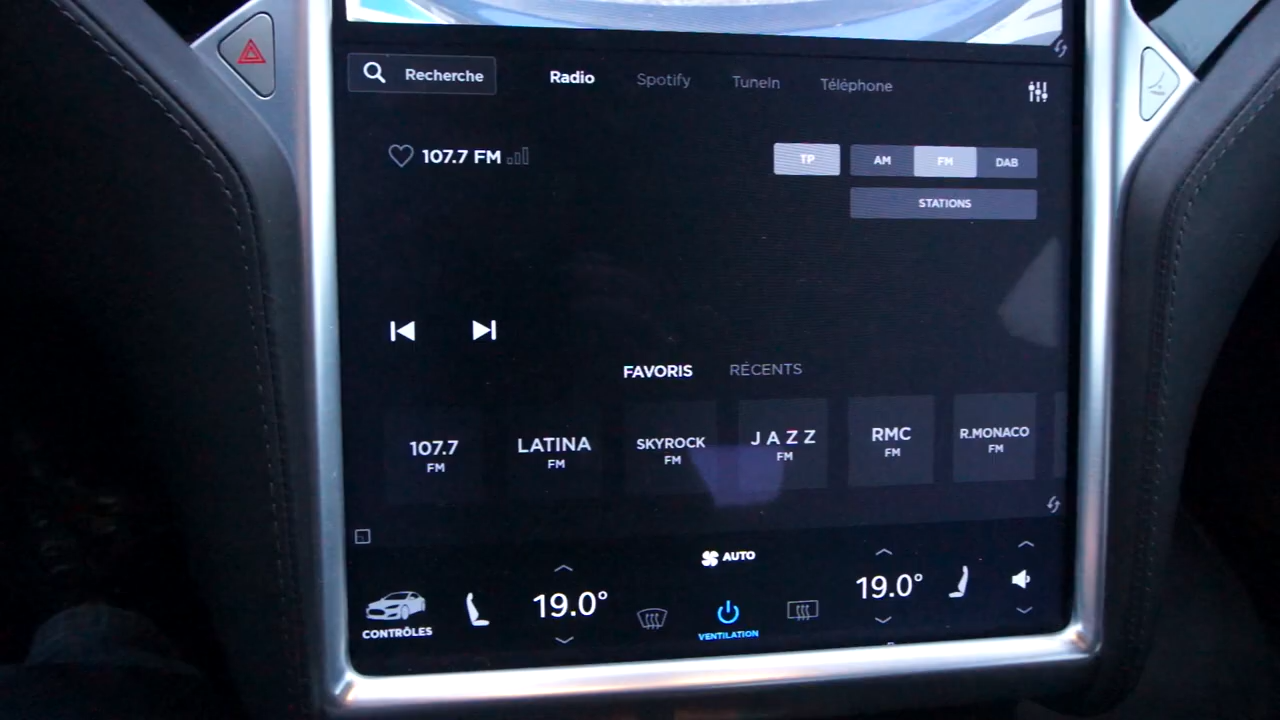 Recherche
Radio
Spotify
TuneIn
Téléphone
107.7 FM
TP
AM
FM
DAB
STATIONS
FAVORIS
RÉCENTS
107.7
FM
LATINA
FM
SKYROCK
FM
JAZZ
FM
RMC
FM
R.MONACO
FM
AUTO
19.0°
19.0°
CONTRÔLES
VENTILATION